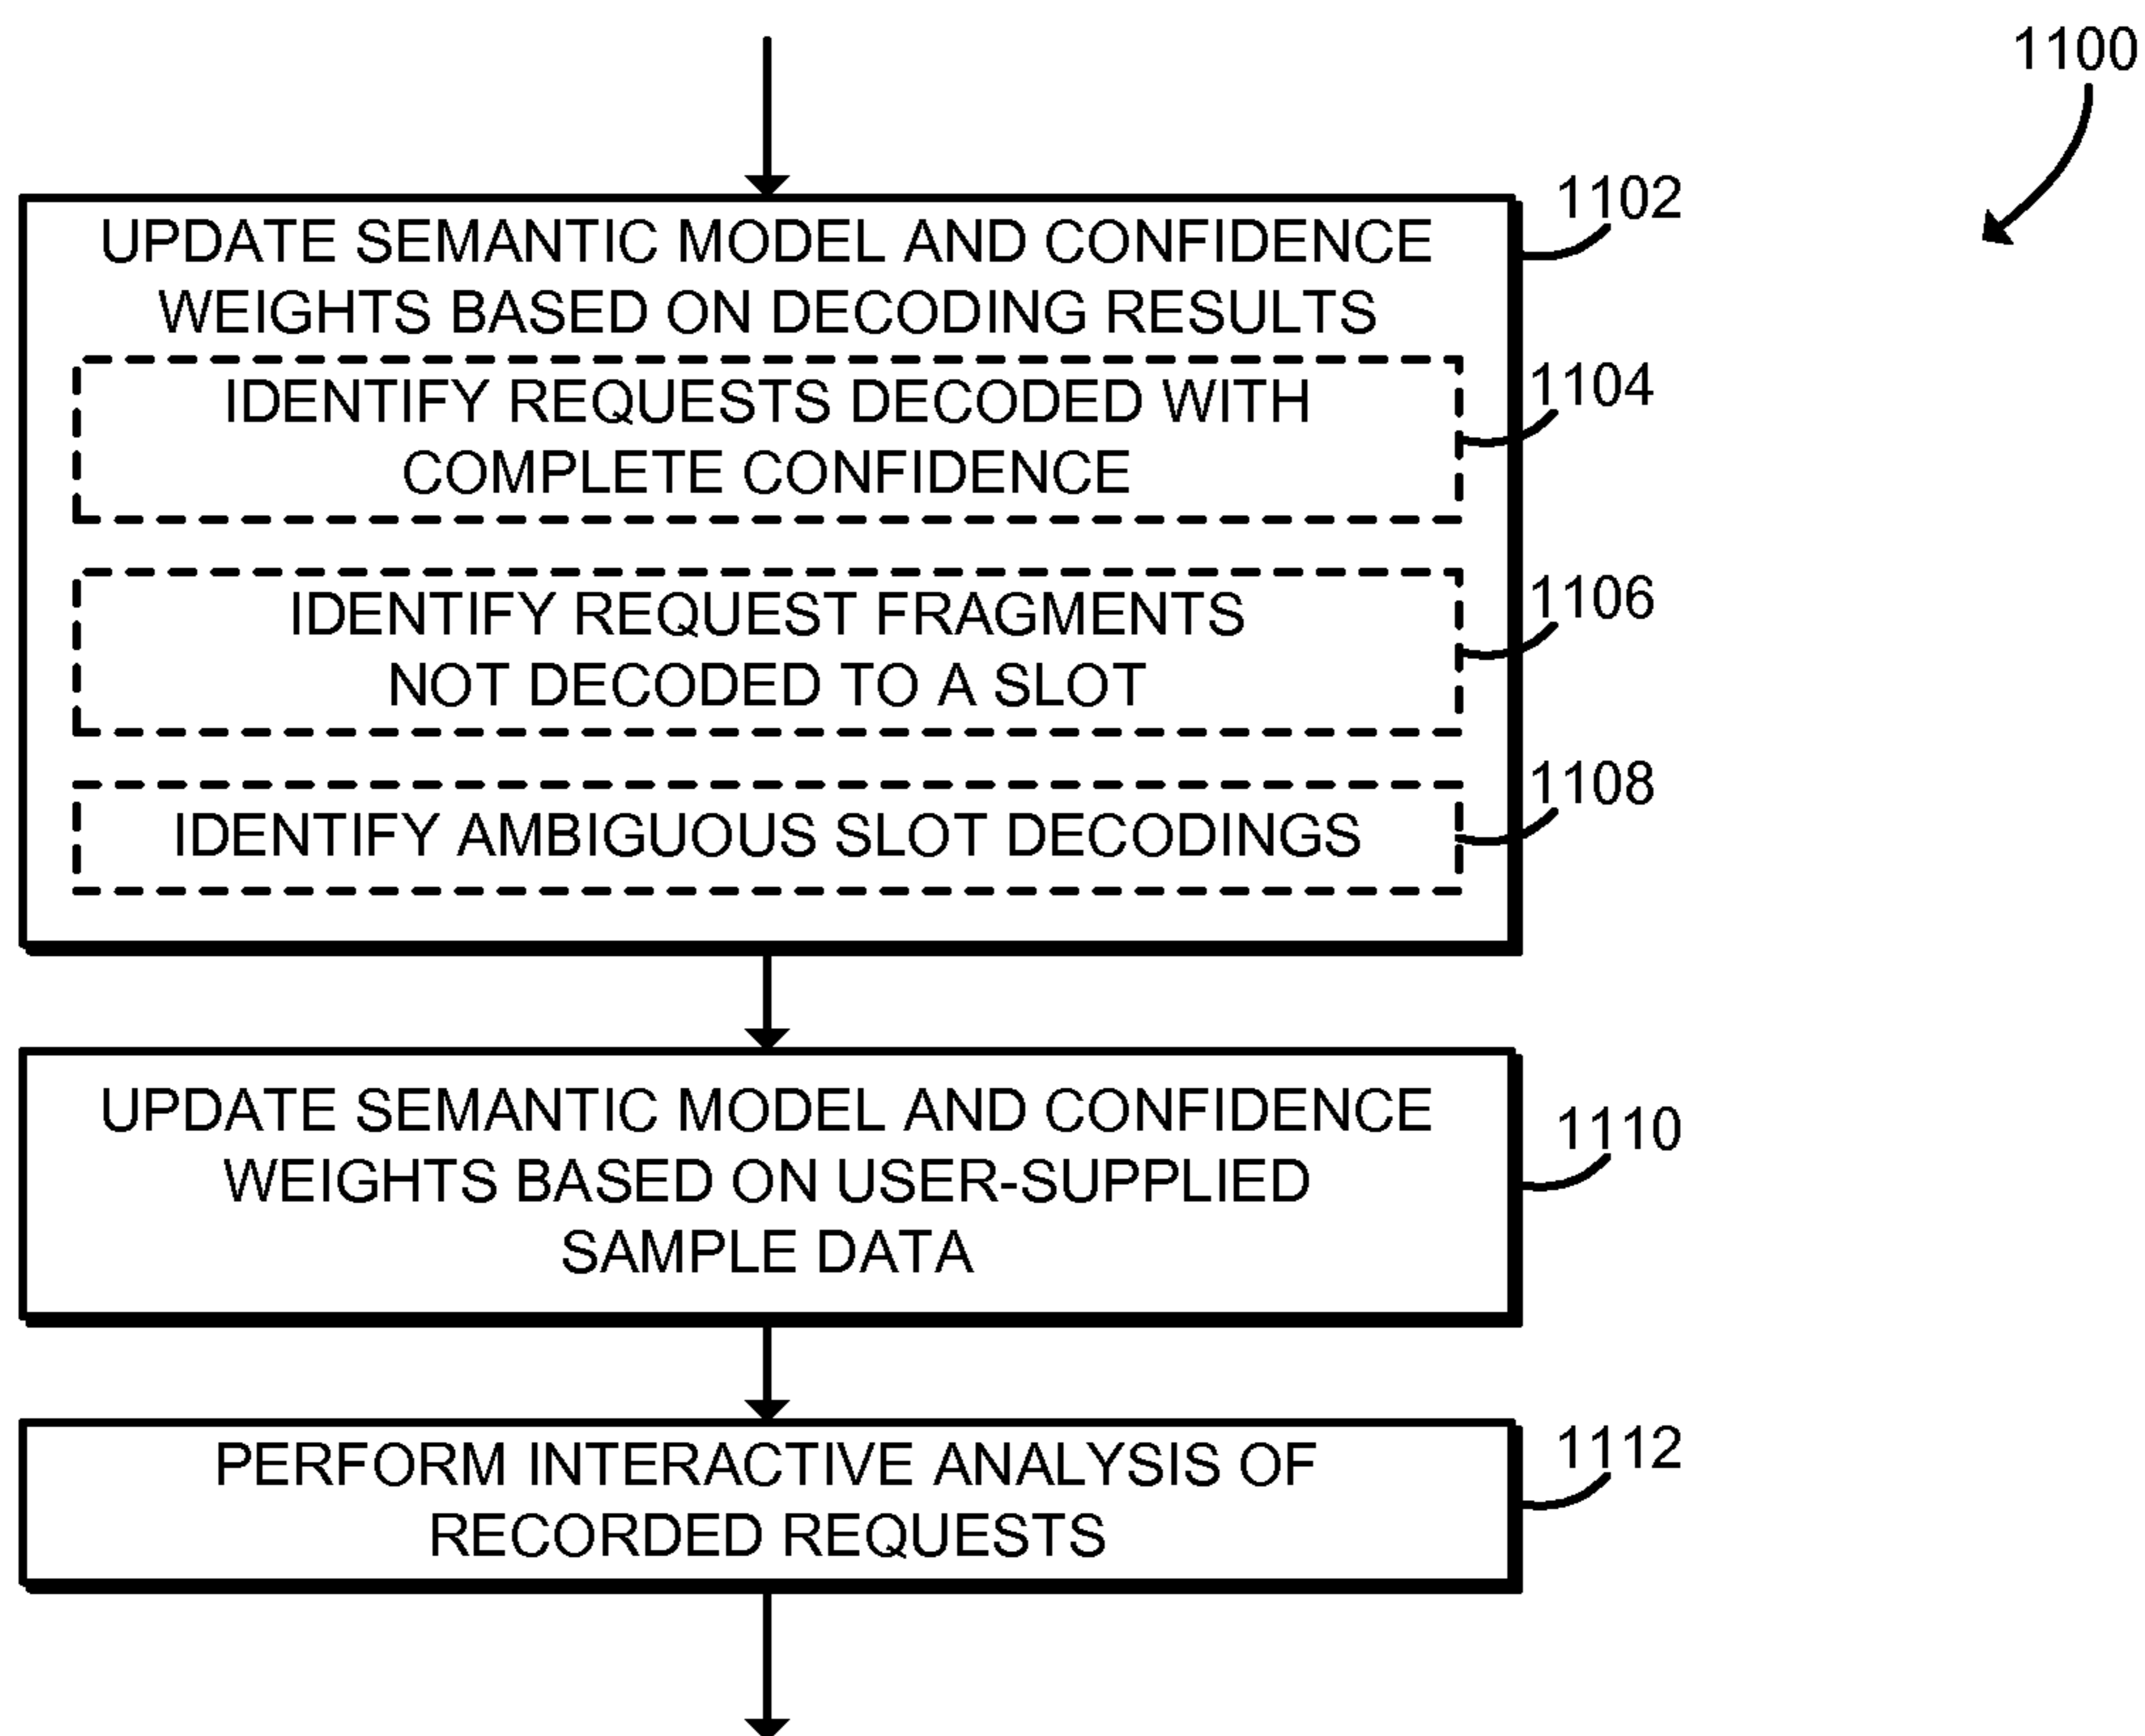 1100
1102
UPDATE SEMANTIC MODEL AND CONFIDENCE
WEIGHTS BASED ON DECODING RESULTS
1104
IDENTIFY REQUESTS DECODED WITH
COMPLETE CONFIDENCE
1106
IDENTIFY REQUEST FRAGMENTS
NOT DECODED TO A SLOT
1108
IDENTIFY AMBIGUOUS SLOT DECODINGS
1110
UPDATE SEMANTIC MODEL AND CONFIDENCE
WEIGHTS BASED ON USER-SUPPLIED
SAMPLE DATA
1112
PERFORM INTERACTIVE ANALYSIS OF
RECORDED REQUESTS